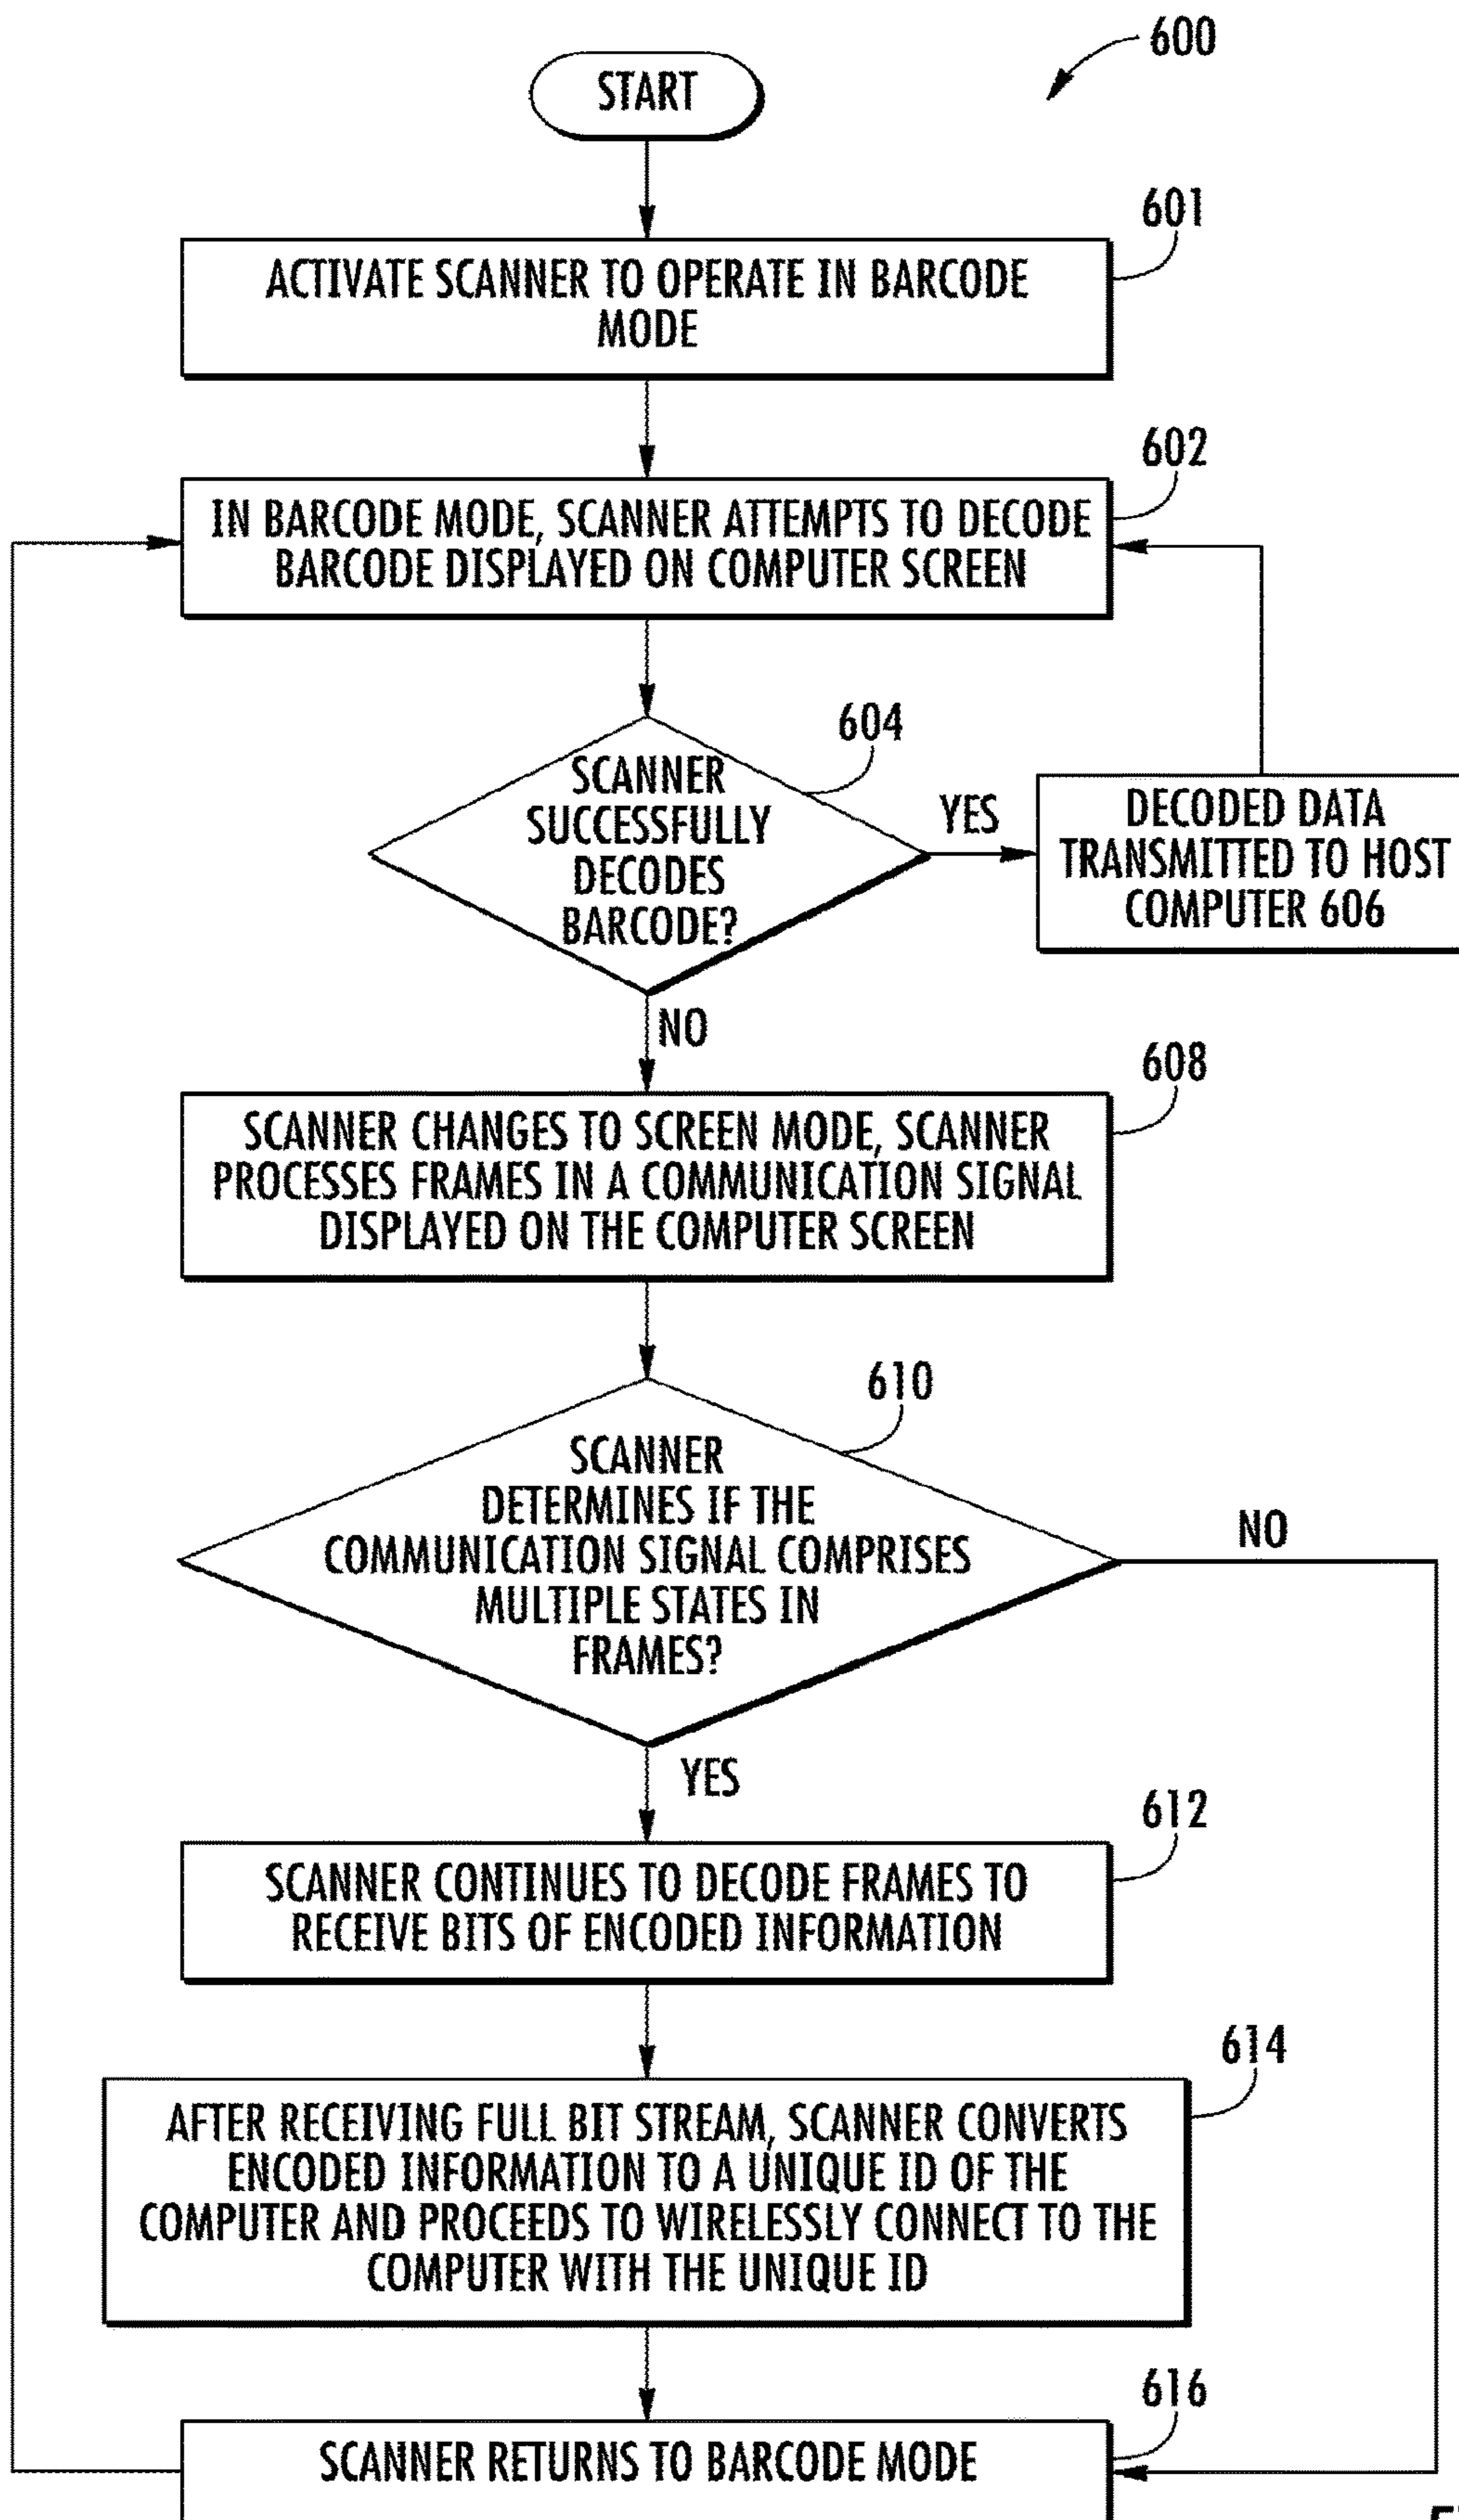 600
START
601
ACTIVATE SCANNER TO OPERATE IN BARCODE
MODE
602
IN BARCODE MODE, SCANNER ATTEMPTS TO DECODE
BARCODE DISPLAYED ON COMPUTER SCREEN
604
SCANNER
SUCCESSFULLY
DECODES
BARCODE?
YES
DECODED DATA
TRANSMITTED TO HOST
COMPUTER 606
NO
608
SCANNER CHANGES TO SCREEN MODE, SCANNER
PROCESSES FRAMES IN A COMMUNICATION SIGNAL
DISPLAYED ON THE COMPUTER SCREEN
610
SCANNER
DETERMINES IF THE
COMMUNICATION SIGNAL COMPRISES
MULTIPLE STATES IN
FRAMES?
NO
YES
612
SCANNER CONTINUES TO DECODE FRAMES TO
RECEIVE BITS OF ENCODED INFORMATION
614
AFTER RECEIVING FULL BIT STREAM, SCANNER CONVERTS
ENCODED INFORMATION TO A UNIQUE ID OF THE
COMPUTER AND PROCEEDS TO WIRELESSLY CONNECT TO THE
COMPUTER WITH THE UNIQUE ID
616
SCANNER RETURNS TO BARCODE MODE